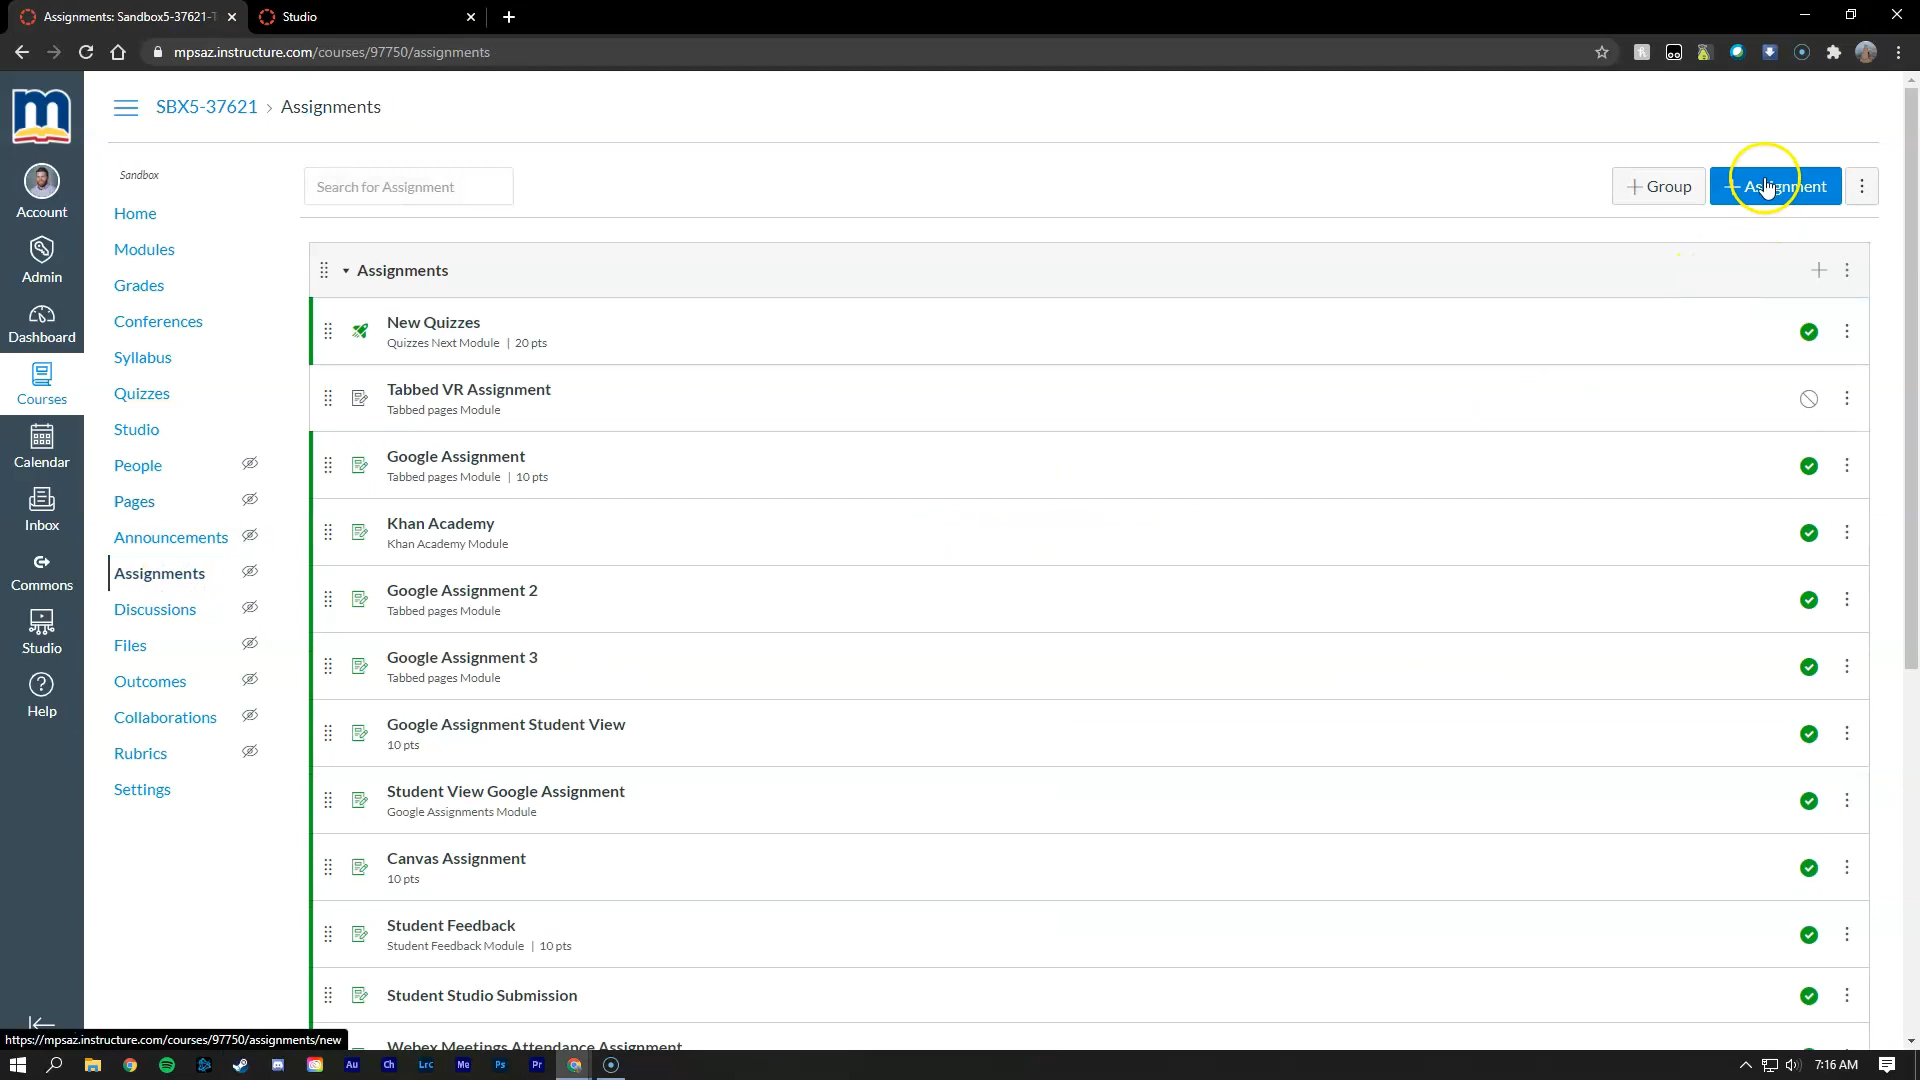 Assignments: Sandbox5-37621-T
Studio
mpsaz.instructure.com/courses/97750/assignments
SBX5-37621 › Assignments
Account
Admin
Dashboard
Courses
Calendar
Inbox
Commons
Studio
Help
Sandbox
Home
Modules
Grades
Conferences
Syllabus
Quizzes
Studio
People
Pages
Announcements
Assignments
Discussions
Files
Outcomes
Collaborations
Rubrics
Settings
Search for Assignment
+ Group
+ Assignment
Assignments
New Quizzes
Quizzes Next Module | 20 pts
Tabbed VR Assignment
Tabbed pages Module
Google Assignment
Tabbed pages Module | 10 pts
Khan Academy
Khan Academy Module
Google Assignment 2
Tabbed pages Module
Google Assignment 3
Tabbed pages Module
Google Assignment Student View
10 pts
Student View Google Assignment
Google Assignments Module
Canvas Assignment
10 pts
Student Feedback
Student Feedback Module | 10 pts
Student Studio Submission
Webex Meetings Attendance Assignment
https://mpsaz.instructure.com/courses/97750/assignments/new
Au
Ch
Lrc
Me
Ps
Pr
7:16 AM